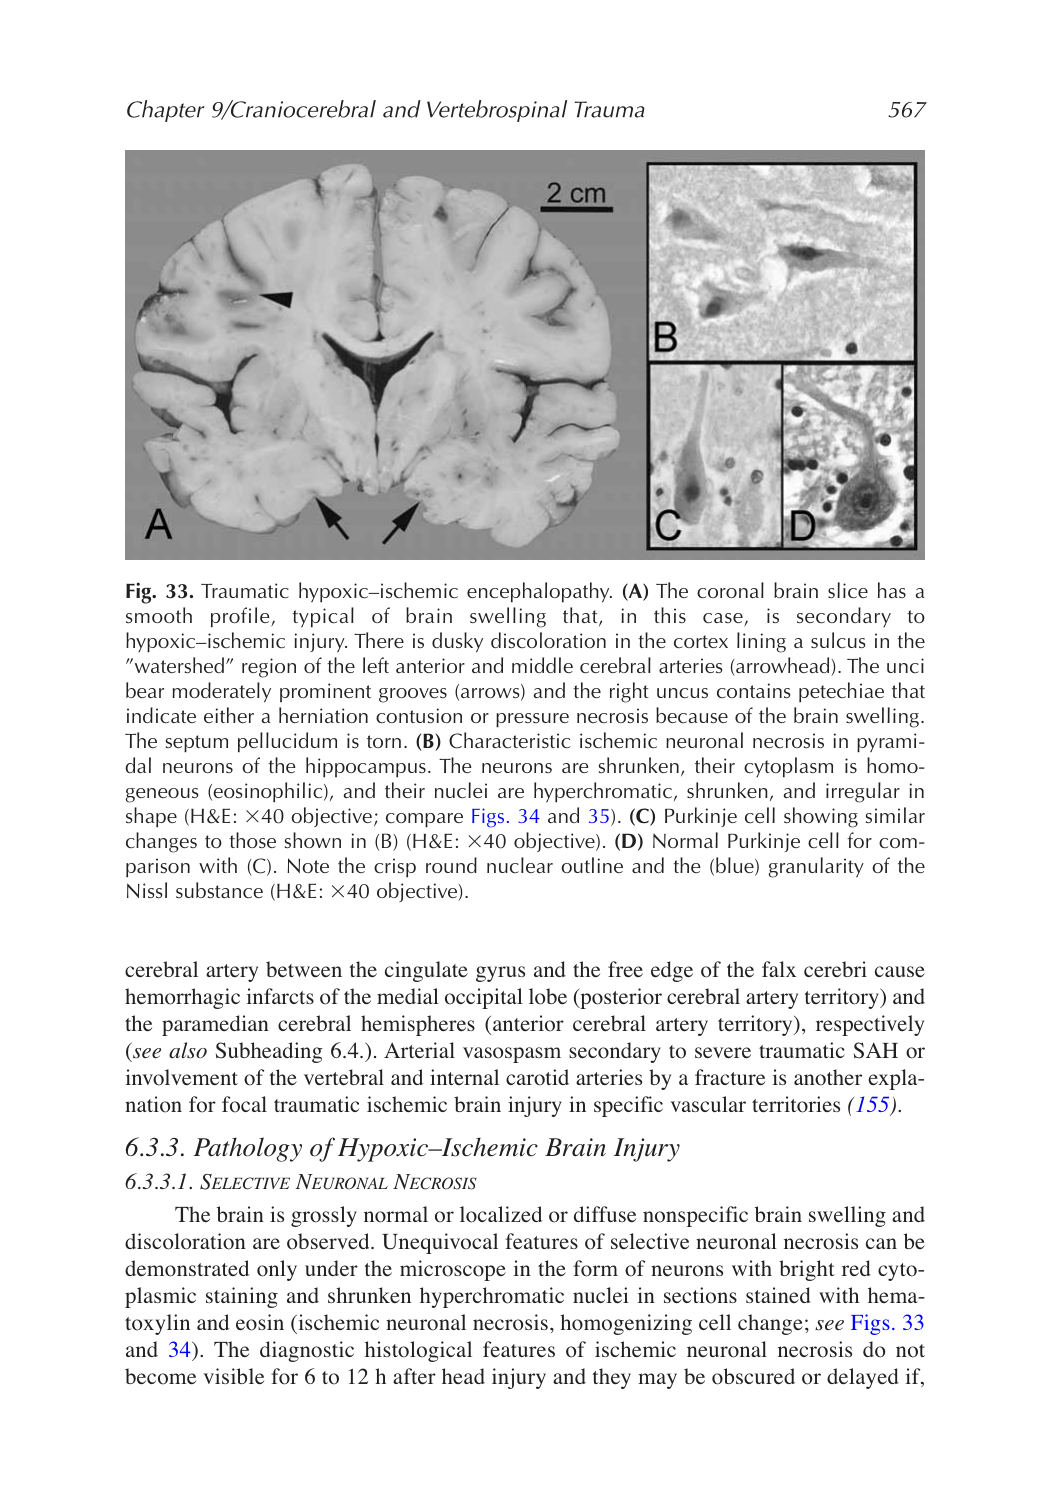 Chapter 9/Craniocerebral and Vertebrospinal Trauma 567
2 cm
A
B
C
D
Fig. 33. Traumatic hypoxic–ischemic encephalopathy. (A) The coronal brain slice has a
smooth profile, typical of brain swelling that, in this case, is secondary to
hypoxic–ischemic injury. There is dusky discoloration in the cortex lining a sulcus in the
"watershed" region of the left anterior and middle cerebral arteries (arrowhead). The unci
bear moderately prominent grooves (arrows) and the right uncus contains petechiae that
indicate either a herniation contusion or pressure necrosis because of the brain swelling.
The septum pellucidum is torn. (B) Characteristic ischemic neuronal necrosis in pyrami-
dal neurons of the hippocampus. The neurons are shrunken, their cytoplasm is homo-
geneous (eosinophilic), and their nuclei are hyperchromatic, shrunken, and irregular in
shape (H&E: ×40 objective; compare Figs. 34 and 35). (C) Purkinje cell showing similar
changes to those shown in (B) (H&E: ×40 objective). (D) Normal Purkinje cell for com-
parison with (C). Note the crisp round nuclear outline and the (blue) granularity of the
Nissl substance (H&E: ×40 objective).
cerebral artery between the cingulate gyrus and the free edge of the falx cerebri cause
hemorrhagic infarcts of the medial occipital lobe (posterior cerebral artery territory) and
the paramedian cerebral hemispheres (anterior cerebral artery territory), respectively
(see also Subheading 6.4.). Arterial vasospasm secondary to severe traumatic SAH or
involvement of the vertebral and internal carotid arteries by a fracture is another expla-
nation for focal traumatic ischemic brain injury in specific vascular territories (155).
6.3.3. Pathology of Hypoxic–Ischemic Brain Injury
6.3.3.1. Selective Neuronal Necrosis
The brain is grossly normal or localized or diffuse nonspecific brain swelling and
discoloration are observed. Unequivocal features of selective neuronal necrosis can be
demonstrated only under the microscope in the form of neurons with bright red cyto-
plasmic staining and shrunken hyperchromatic nuclei in sections stained with hema-
toxylin and eosin (ischemic neuronal necrosis, homogenizing cell change; see Figs. 33
and 34). The diagnostic histological features of ischemic neuronal necrosis do not
become visible for 6 to 12 h after head injury and they may be obscured or delayed if,